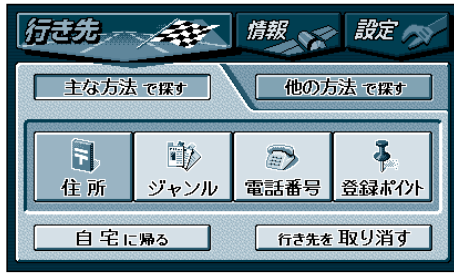 行き先 情報 設定
主な方法で探す 他の方法で探す
住所 ジャンル 電話番号 登録ポイント
自宅に帰る 行き先を取り消す